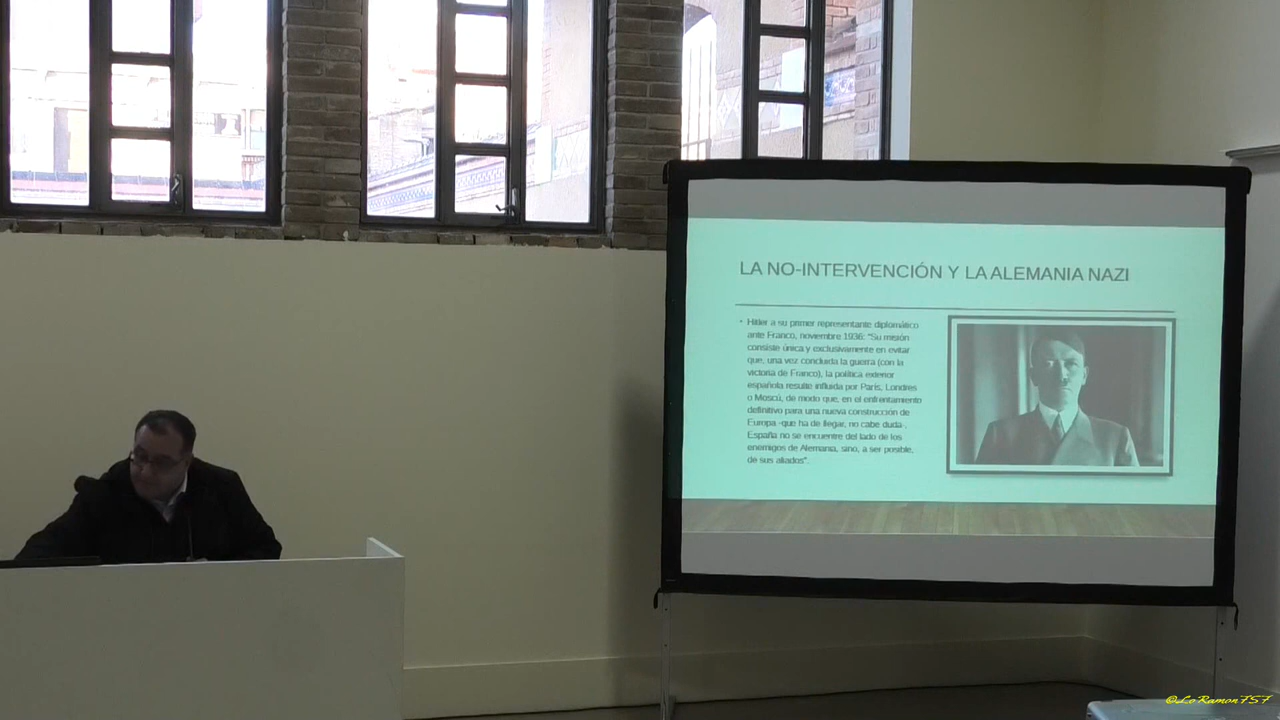 LA NO-INTERVENCIÓN Y LA ALEMANIA NAZI
• Hitler a su primer representante diplomático
ante Franco, noviembre 1936: "Su misión
consiste única y exclusivamente en evitar
que, una vez concluida la guerra (con la
victoria de Franco), la política exterior
española resulte influida por París, Londres
o Moscú, de modo que, en el enfrentamiento
definitivo para una nueva construcción de
Europa -que ha de llegar, no cabe duda-,
España no se encuentre del lado de los
enemigos de Alemania, sino, a ser posible,
de sus aliados".
@LoRamon757